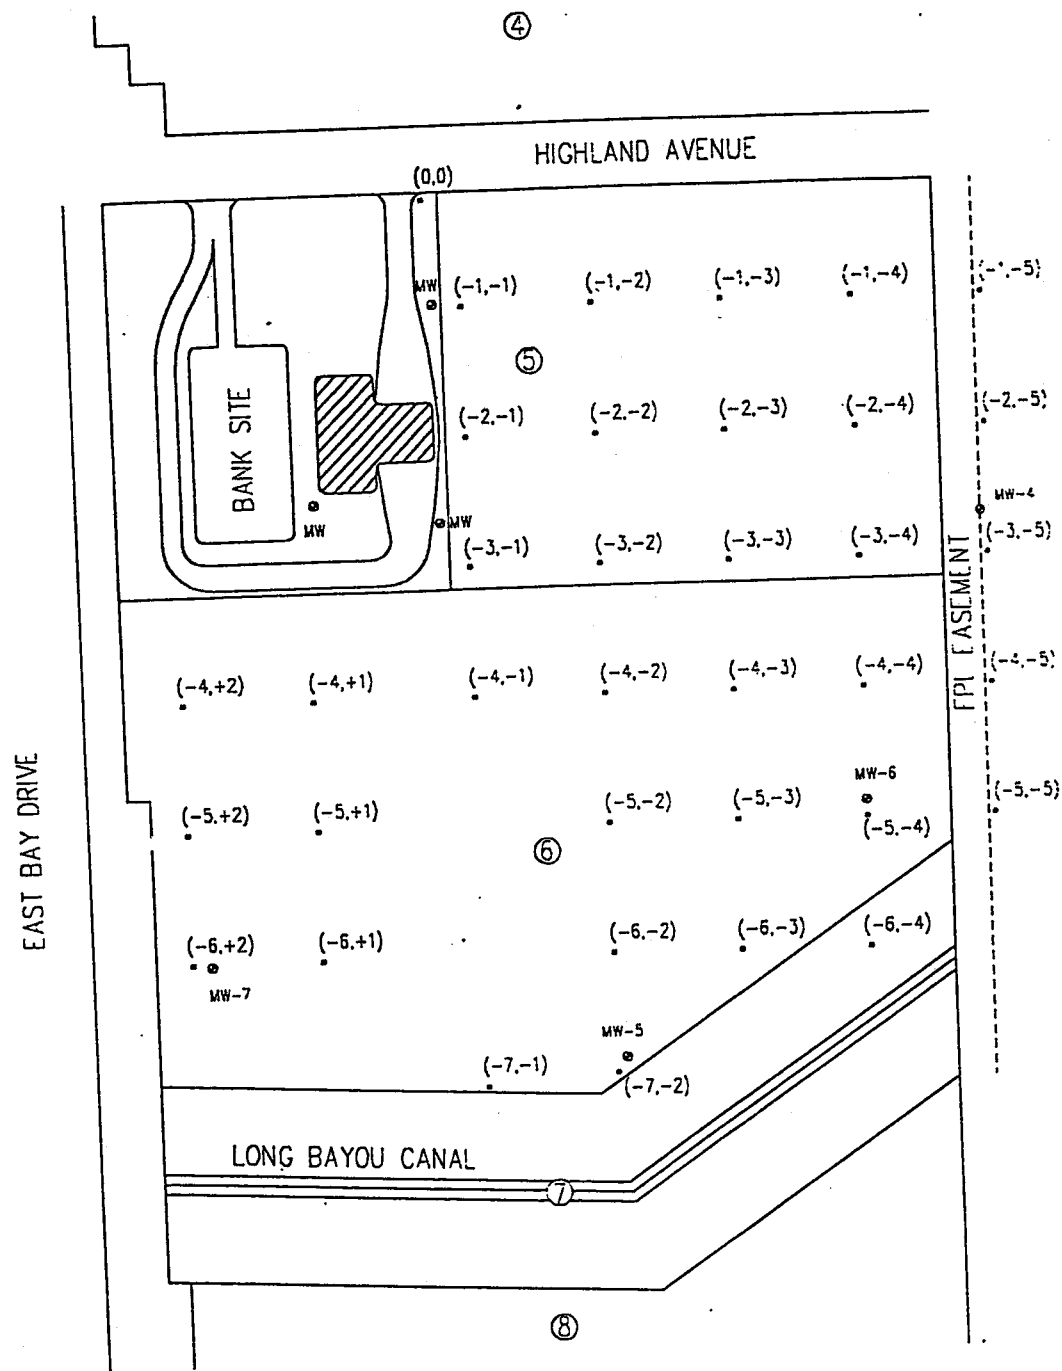 ④
HIGHLAND AVENUE
(0,0)
MW (-1,-1) (-1,-2) (-1,-3) (-1,-4) (-1,-5)
⑤
BANK SITE
(-2,-1) (-2,-2) (-2,-3) (-2,-4) (-2,-5)
MW-4
MW MW
(-3,-1) (-3,-2) (-3,-3) (-3,-4) (-3,-5)
FPL EASEMENT
(-4,+2) (-4,+1) (-4,-1) (-4,-2) (-4,-3) (-4,-4) (-4,-5)
EAST BAY DRIVE
MW-6
(-5,+2) (-5,+1) (-5,-2) (-5,-3) (-5,-4) (-5,-5)
⑥
(-6,+2) (-6,+1) (-6,-2) (-6,-3) (-6,-4)
MW-7
MW-5
(-7,-1) (-7,-2)
LONG BAYOU CANAL
⑦
⑧